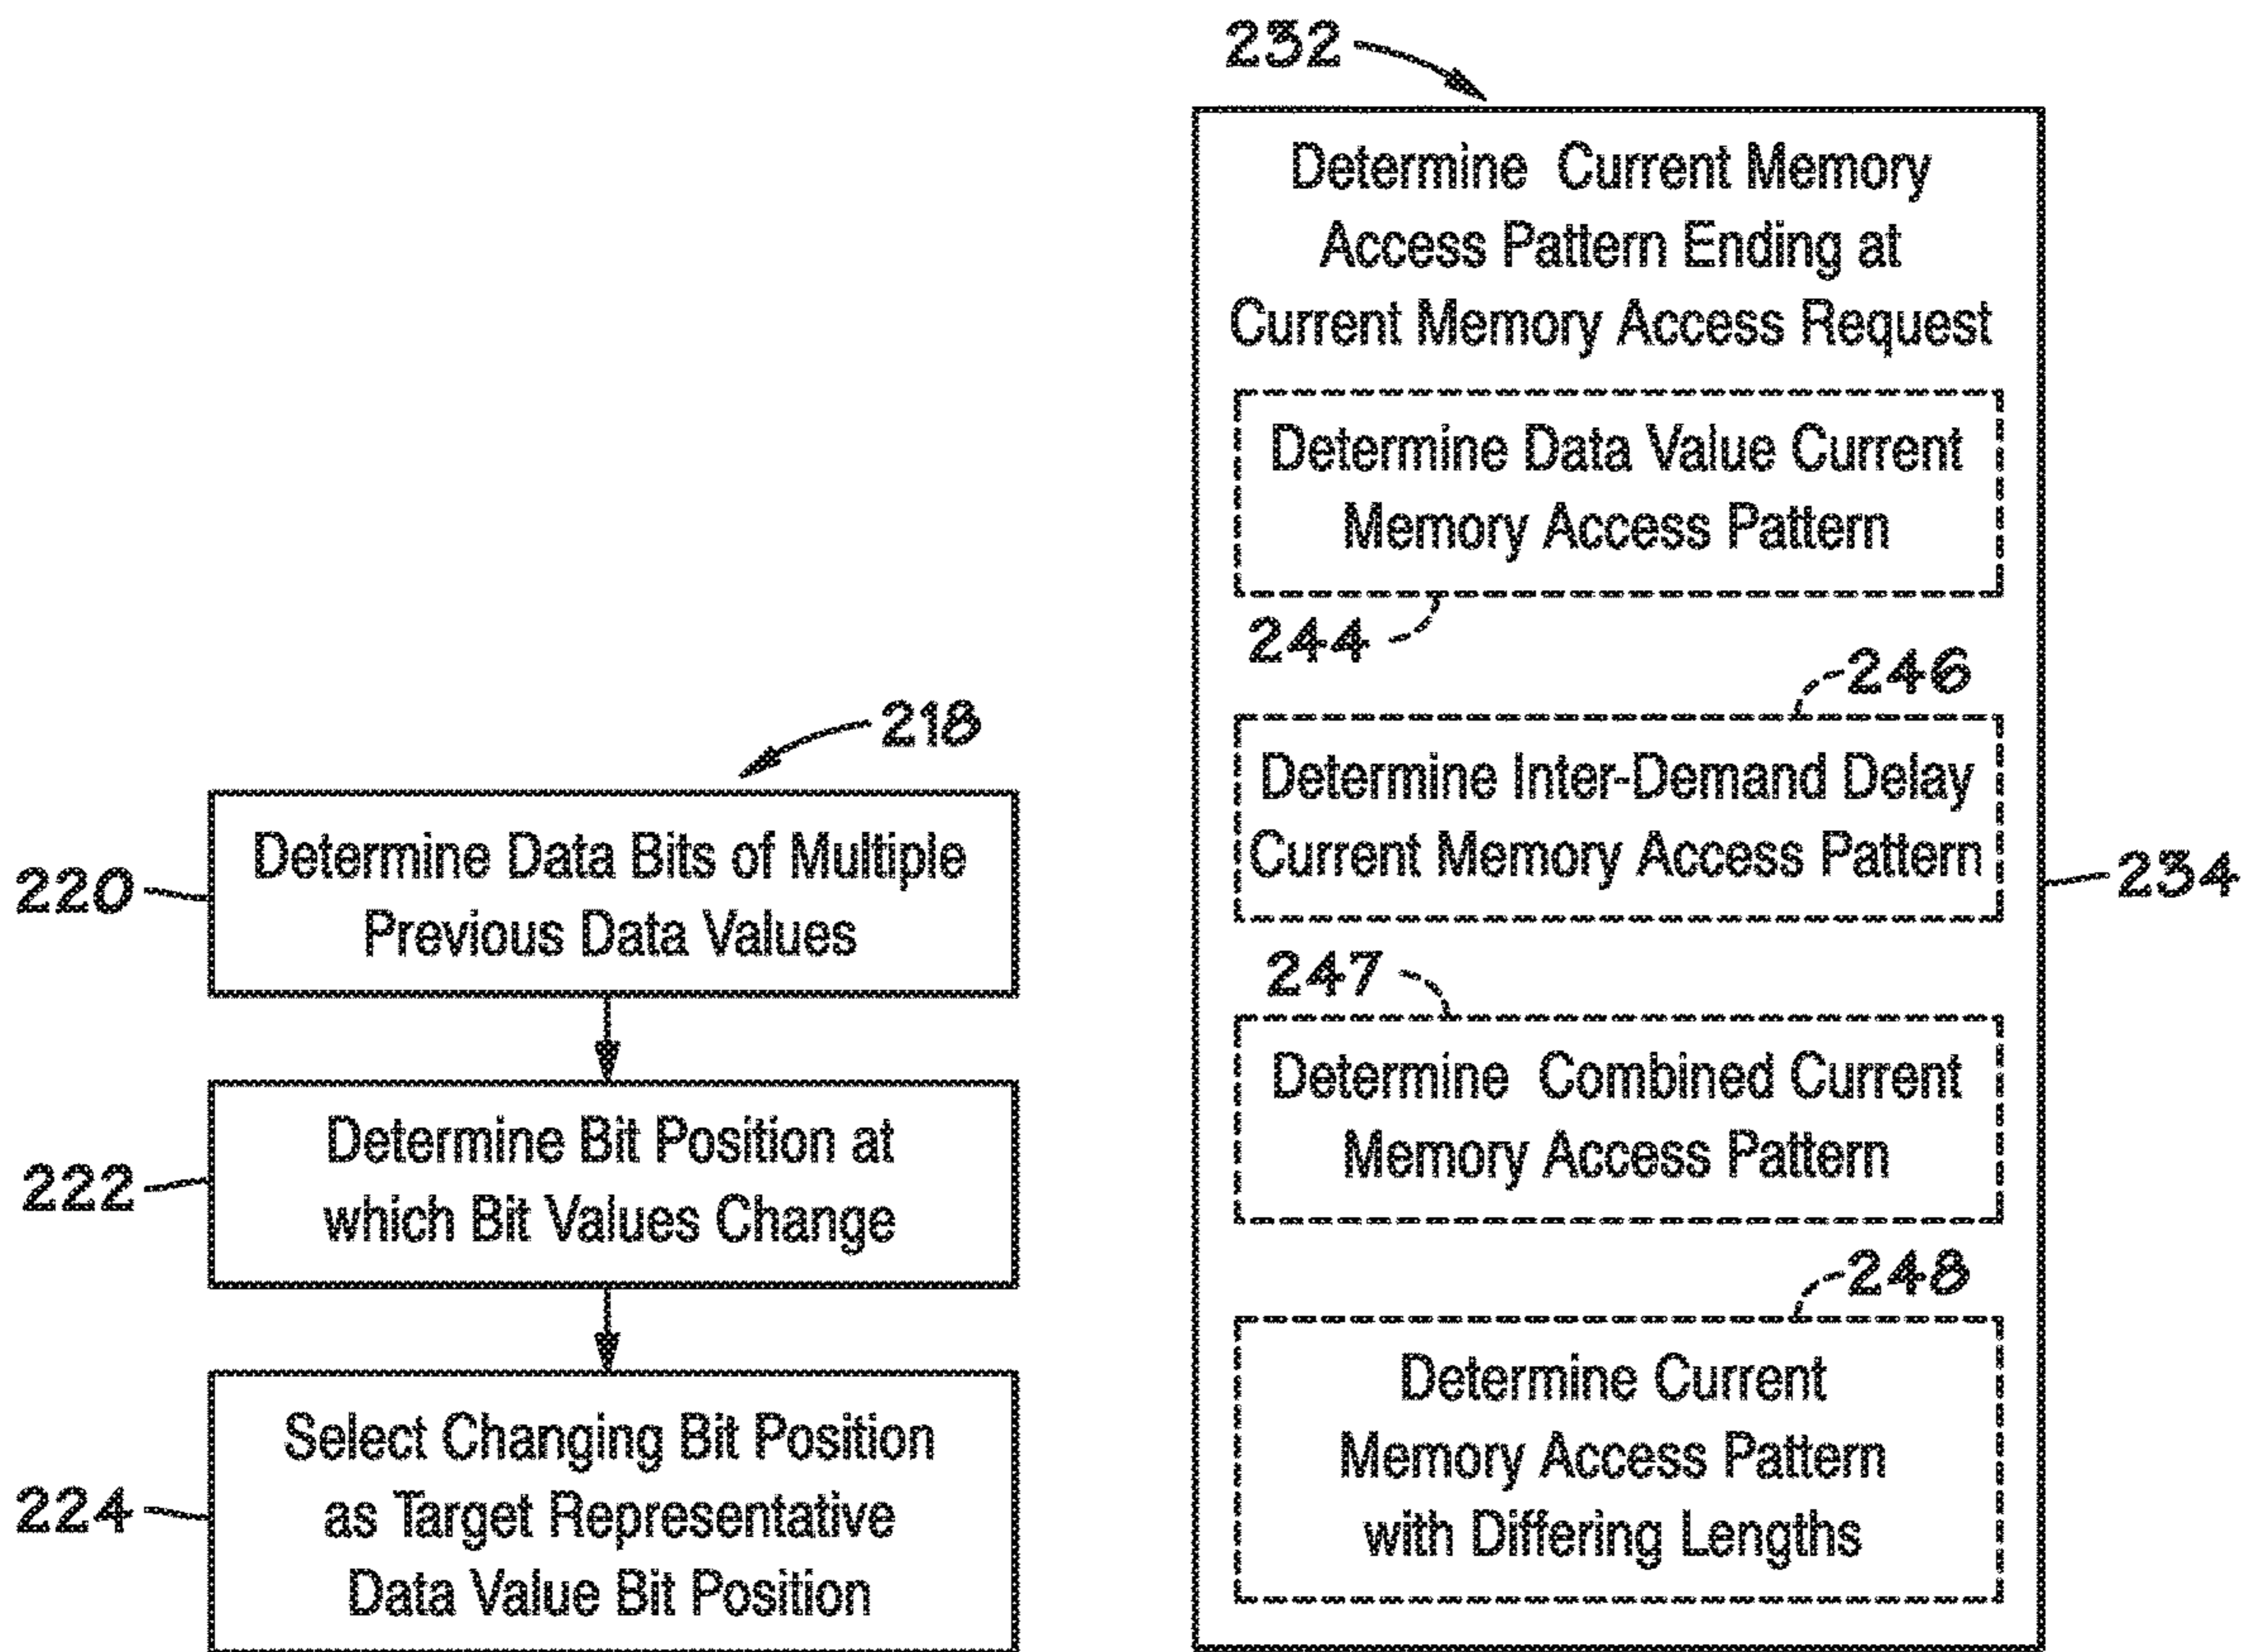 218
220
Determine Data Bits of Multiple
Previous Data Values
222
Determine Bit Position at
which Bit Values Change
224
Select Changing Bit Position
as Target Representative
Data Value Bit Position
232
Determine Current Memory
Access Pattern Ending at
Current Memory Access Request
Determine Data Value Current
Memory Access Pattern
244
246
Determine Inter-Demand Delay
Current Memory Access Pattern
234
247
Determine Combined Current
Memory Access Pattern
248
Determine Current
Memory Access Pattern
with Differing Lengths